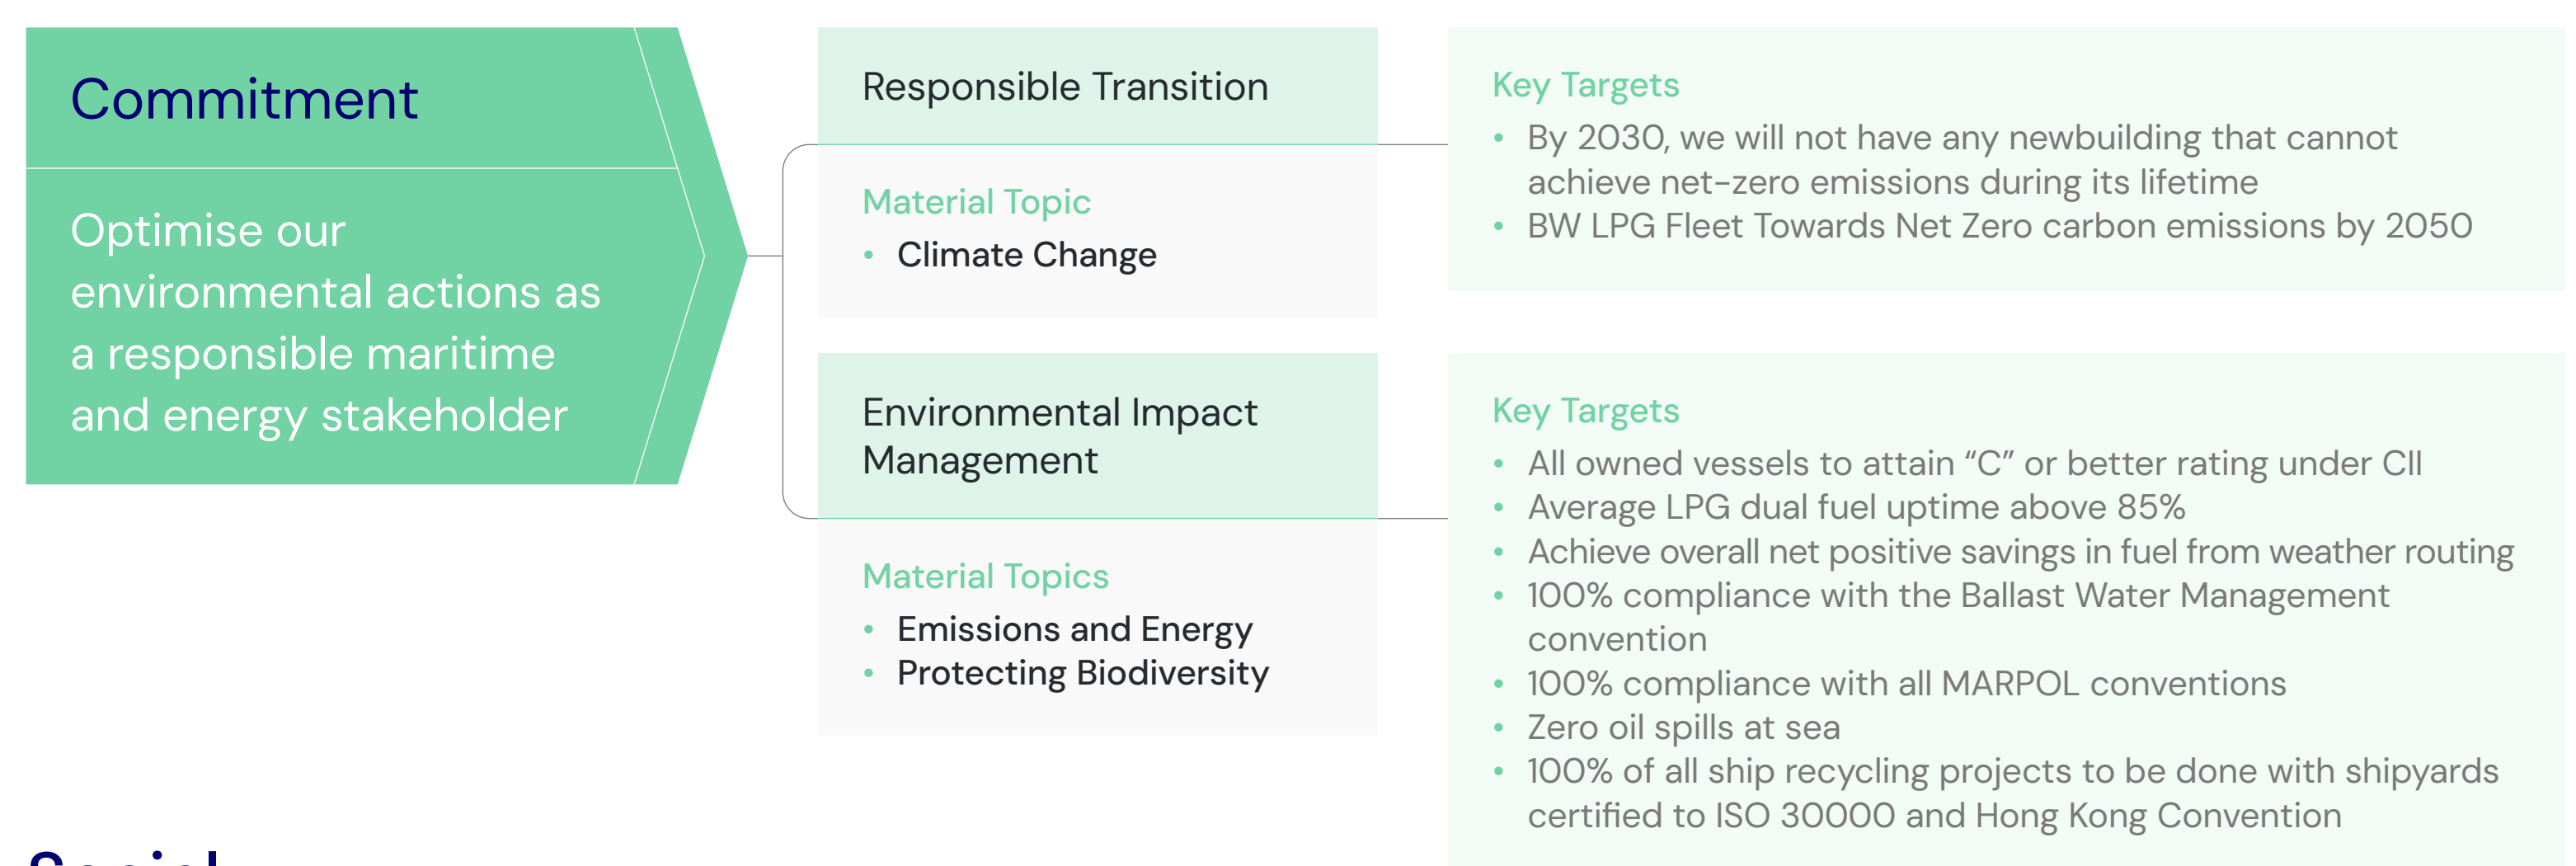 Commitment
Optimise our
environmental actions as
a responsible maritime
and energy stakeholder
Responsible Transition
Material Topic
• Climate Change
Key Targets
• By 2030, we will not have any newbuilding that cannot
achieve net-zero emissions during its lifetime
• BW LPG Fleet Towards Net Zero carbon emissions by 2050
Environmental Impact
Management
Material Topics
• Emissions and Energy
• Protecting Biodiversity
Key Targets
• All owned vessels to attain “C” or better rating under CII
• Average LPG dual fuel uptime above 85%
• Achieve overall net positive savings in fuel from weather routing
• 100% compliance with the Ballast Water Management
convention
• 100% compliance with all MARPOL conventions
• Zero oil spills at sea
• 100% of all ship recycling projects to be done with shipyards
certified to ISO 30000 and Hong Kong Convention
Social